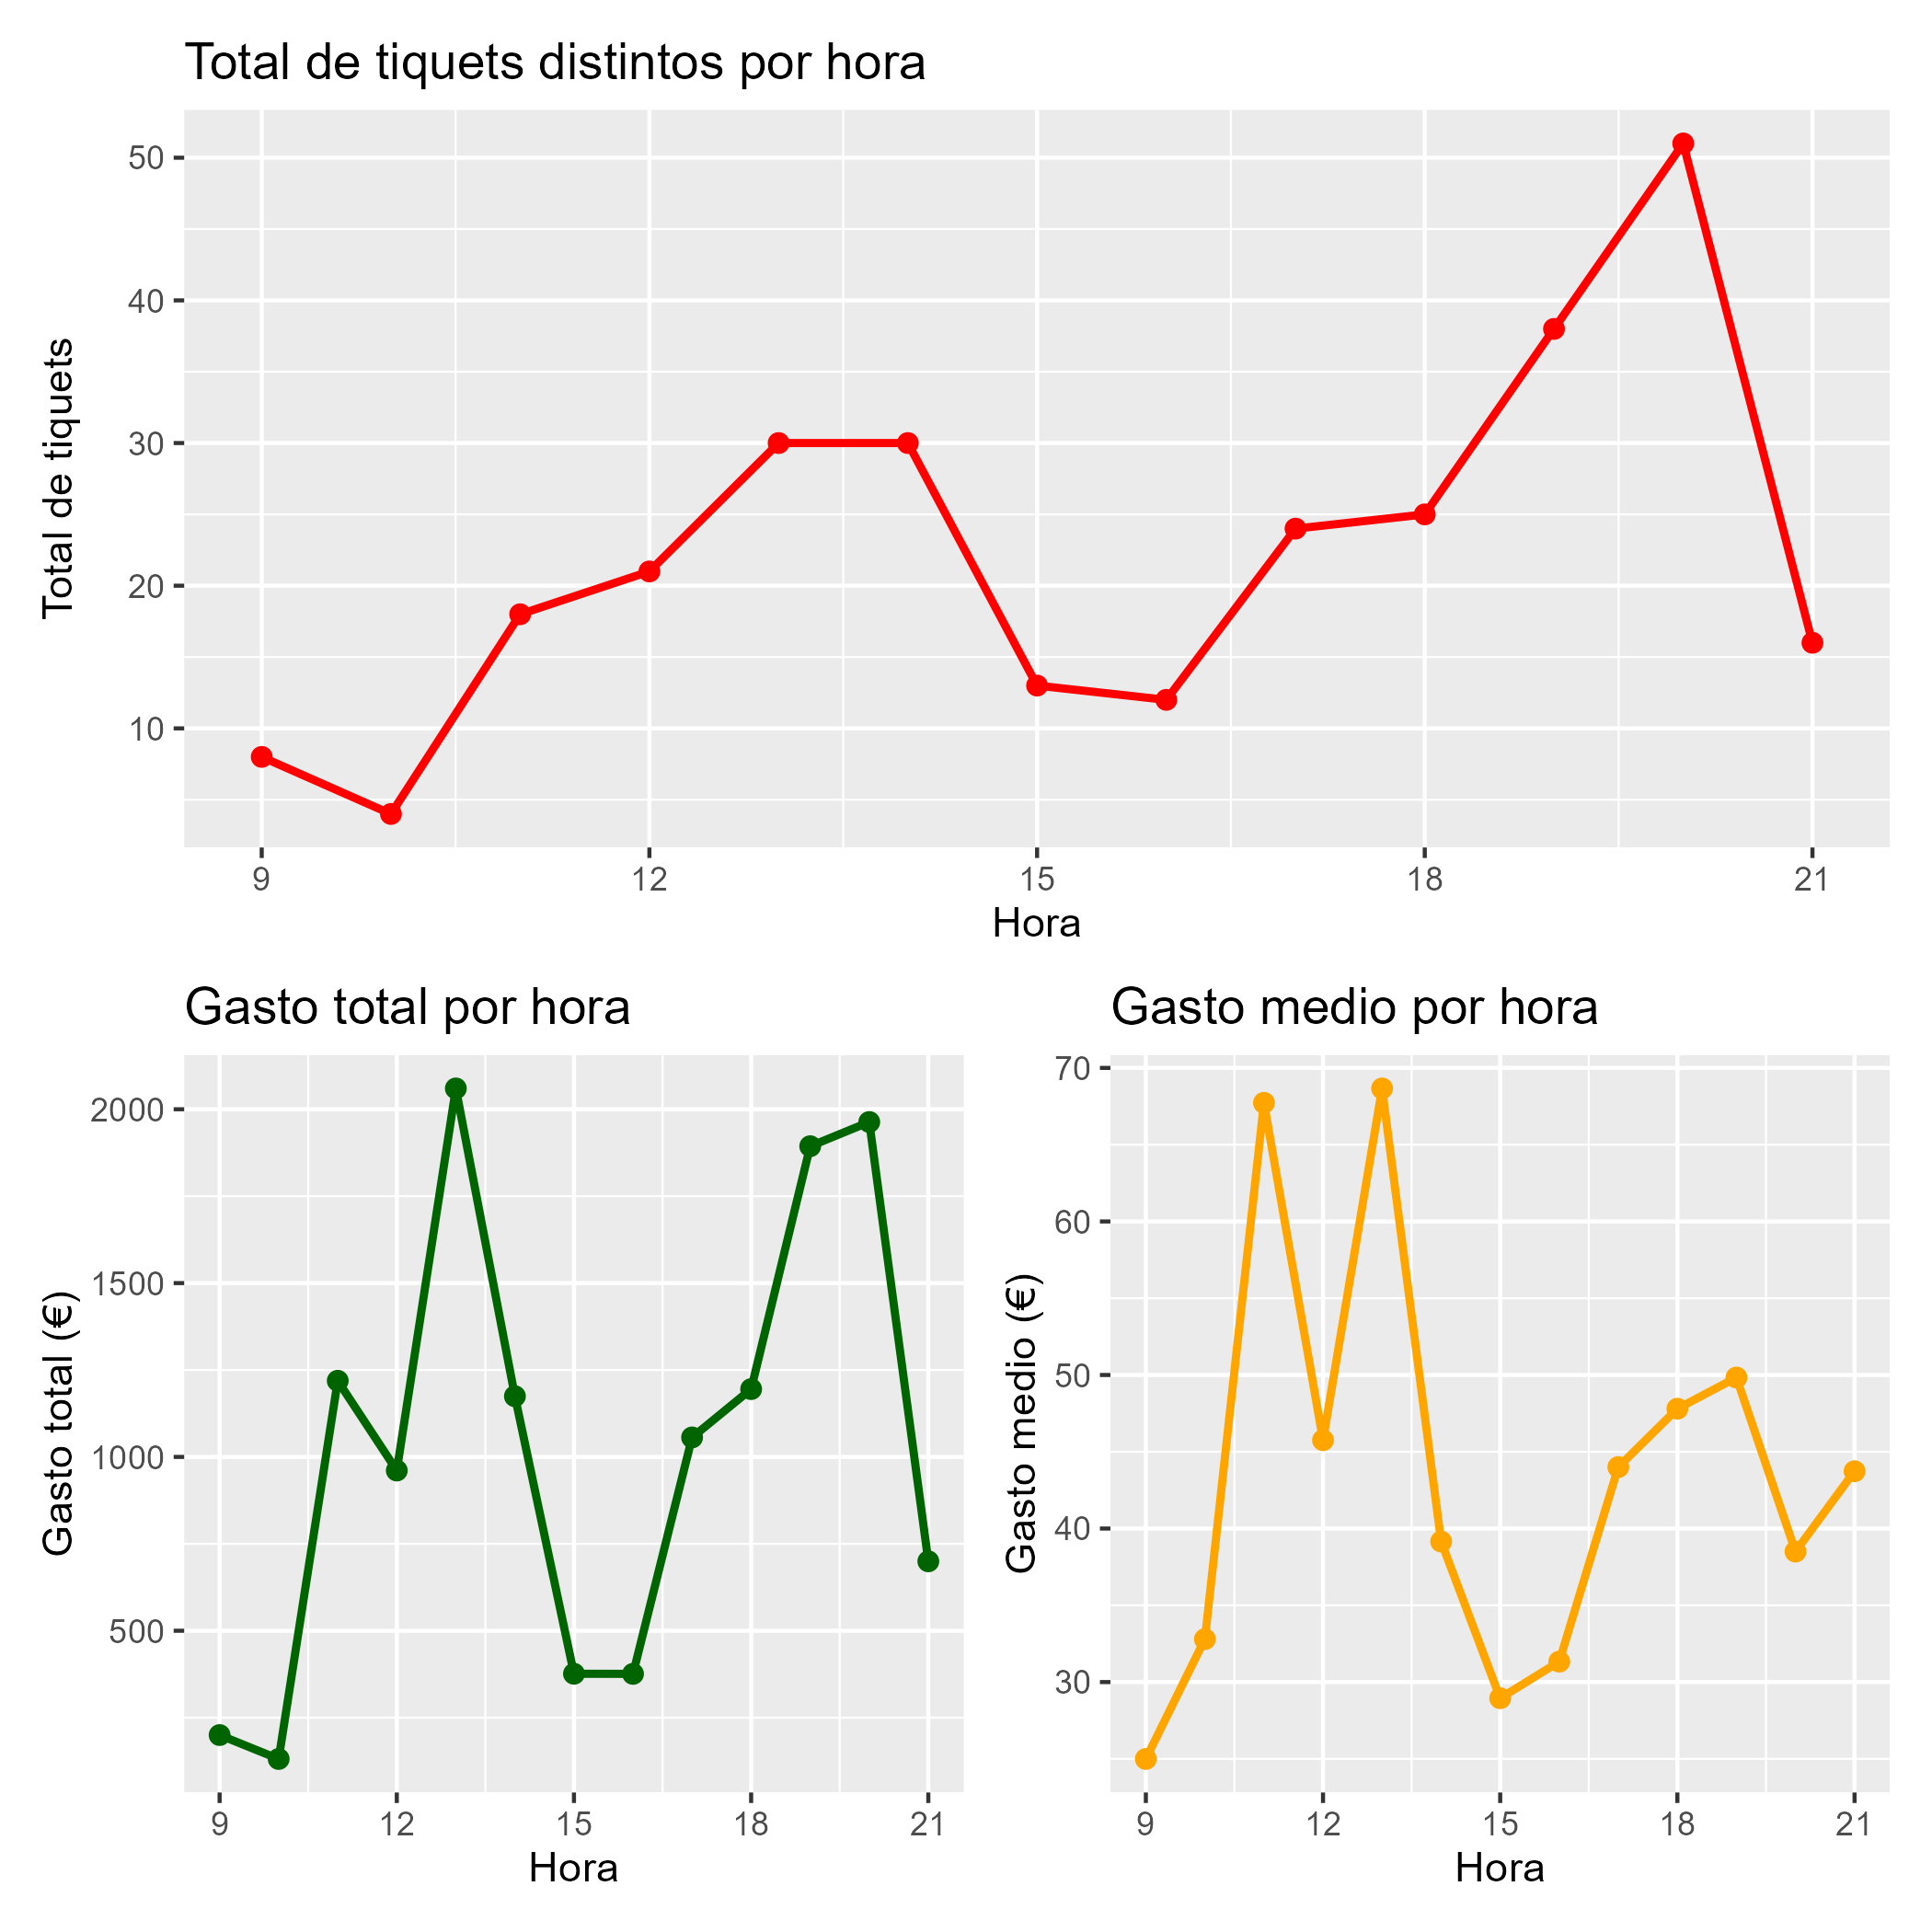 Total de tiquets distintos por hora
Total de tiquets
50
40
30
20
10
9 12 15 18 21
Hora
Gasto total por hora
Gasto total (€)
2000
1500
1000
500
9 12 15 18 21
Hora
Gasto medio por hora
Gasto medio (€)
70
60
50
40
30
9 12 15 18 21
Hora